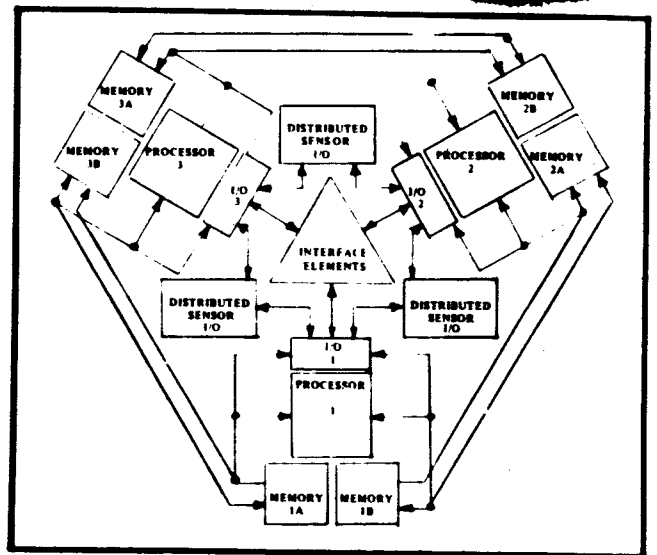 MEMORY
3A
MEMORY
3B
PROCESSOR
3
I/O
3
DISTRIBUTED
SENSOR
I/O
MEMORY
2B
MEMORY
2A
PROCESSOR
2
I/O
2
INTERFACE
ELEMENTS
DISTRIBUTED
SENSOR
I/O
DISTRIBUTED
SENSOR
I/O
I/O
1
PROCESSOR
1
MEMORY
1A
MEMORY
1B